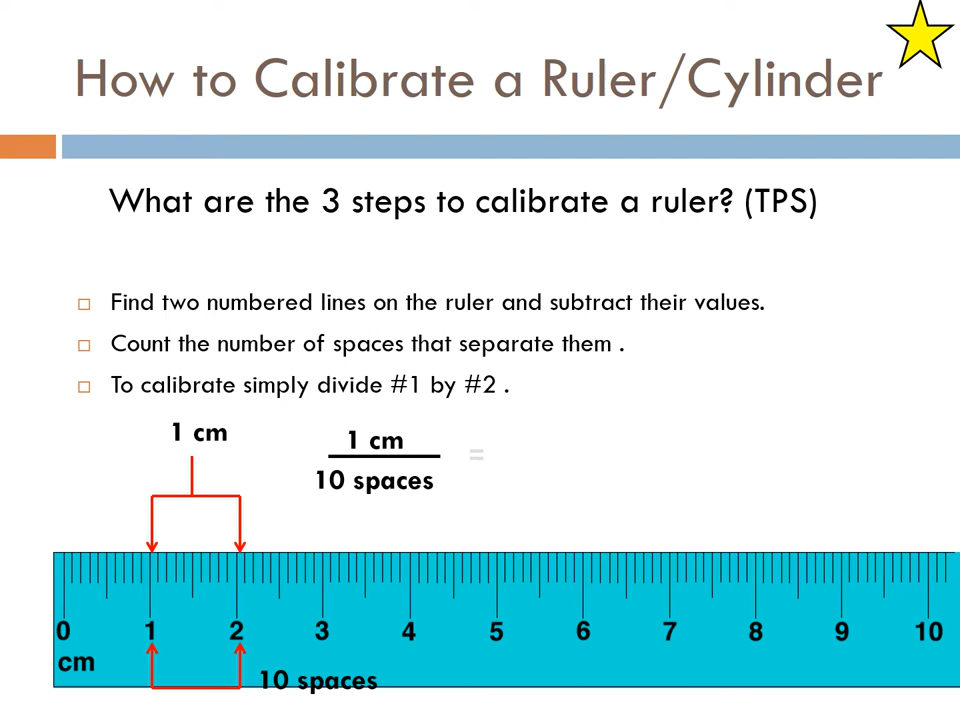 How to Calibrate a Ruler/Cylinder
What are the 3 steps to calibrate a ruler? (TPS)
Find two numbered lines on the ruler and subtract their values.
Count the number of spaces that separate them .
To calibrate simply divide #1 by #2 .
1 cm
1 cm
=
10 spaces
0 1 2 3 4 5 6 7 8 9 10
cm
10 spaces